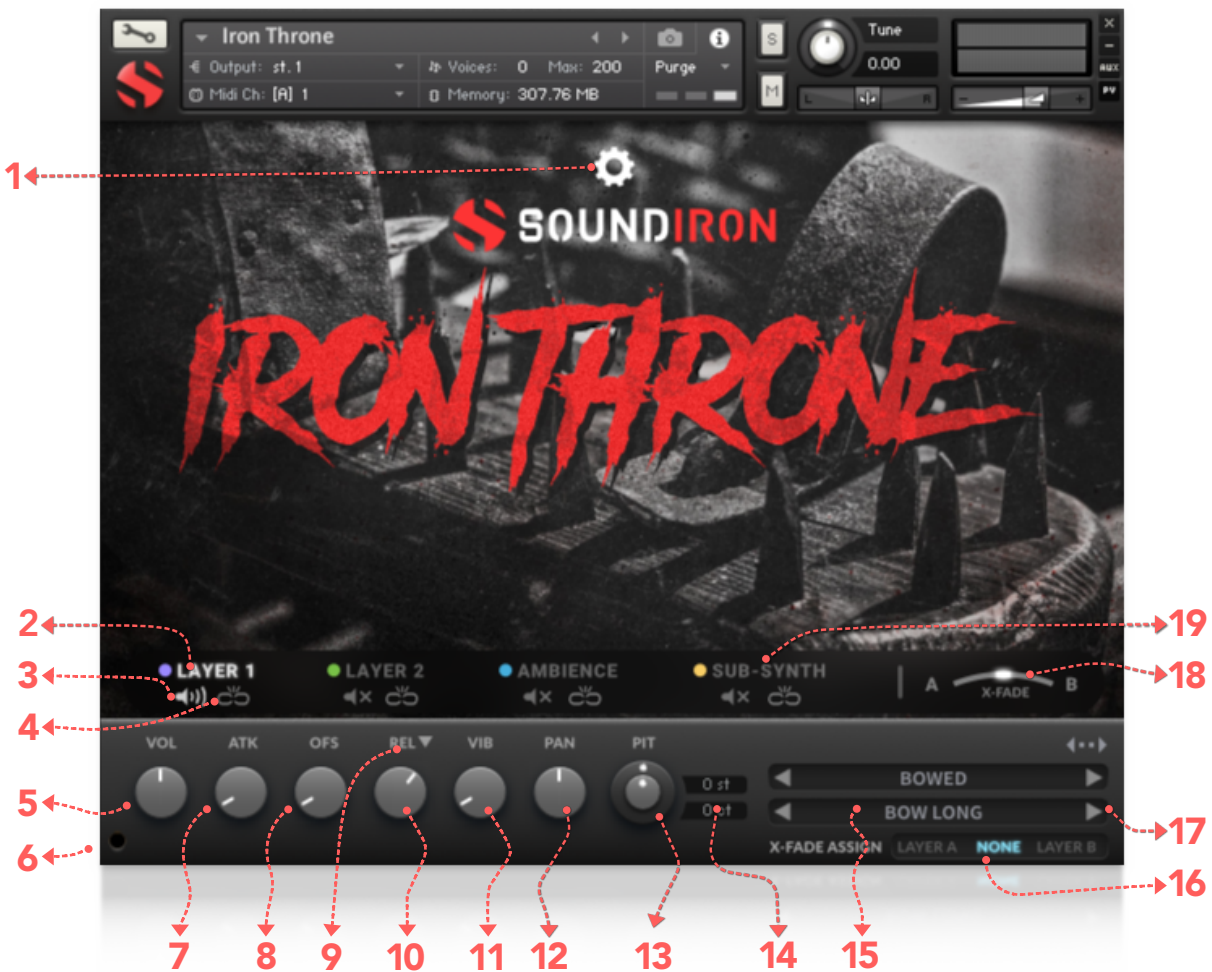 Iron Throne
Output: st. 1
Voices: 0 Max: 200
Purge
Midi Ch: [A] 1
Memory: 307.76 MB
S
M
Tune
0.00
L
R
AUX
PV
1
SOUNDIRON
IRON THRONE
2
3
4
LAYER 1
LAYER 2
AMBIENCE
SUB-SYNTH
A
X-FADE
B
19
18
VOL
ATK
OFS
REL
VIB
PAN
PIT
0 st
0 ct
BOWED
BOW LONG
X-FADE ASSIGN
LAYER A
NONE
LAYER B
5
6
17
16
7
8
9
10
11
12
13
14
15